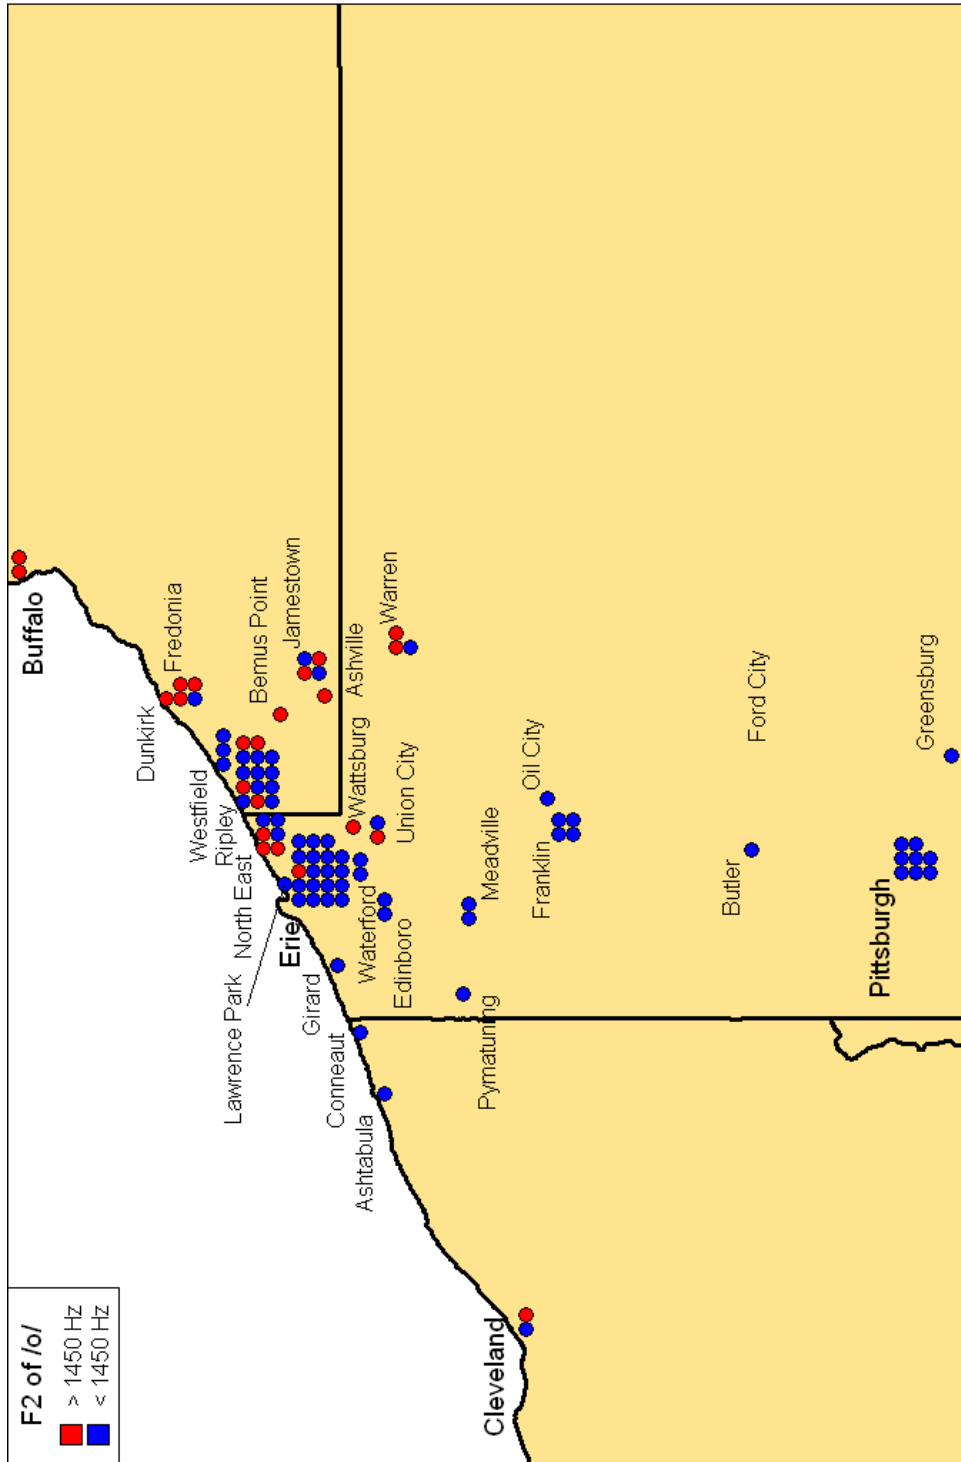 F2 of /o/
> 1450 Hz
< 1450 Hz
Buffalo
Dunkirk
Fredonia
Westfield
Ripley
Bemus Point
Jamestown
Ashville
North East
Lawrence Park
Erie
Wattsburg
Warren
Girard
Waterford
Union City
Conneaut
Edinboro
Ashtabula
Pymatuning
Meadville
Cleveland
Franklin
Oil City
Butler
Ford City
Pittsburgh
Greensburg